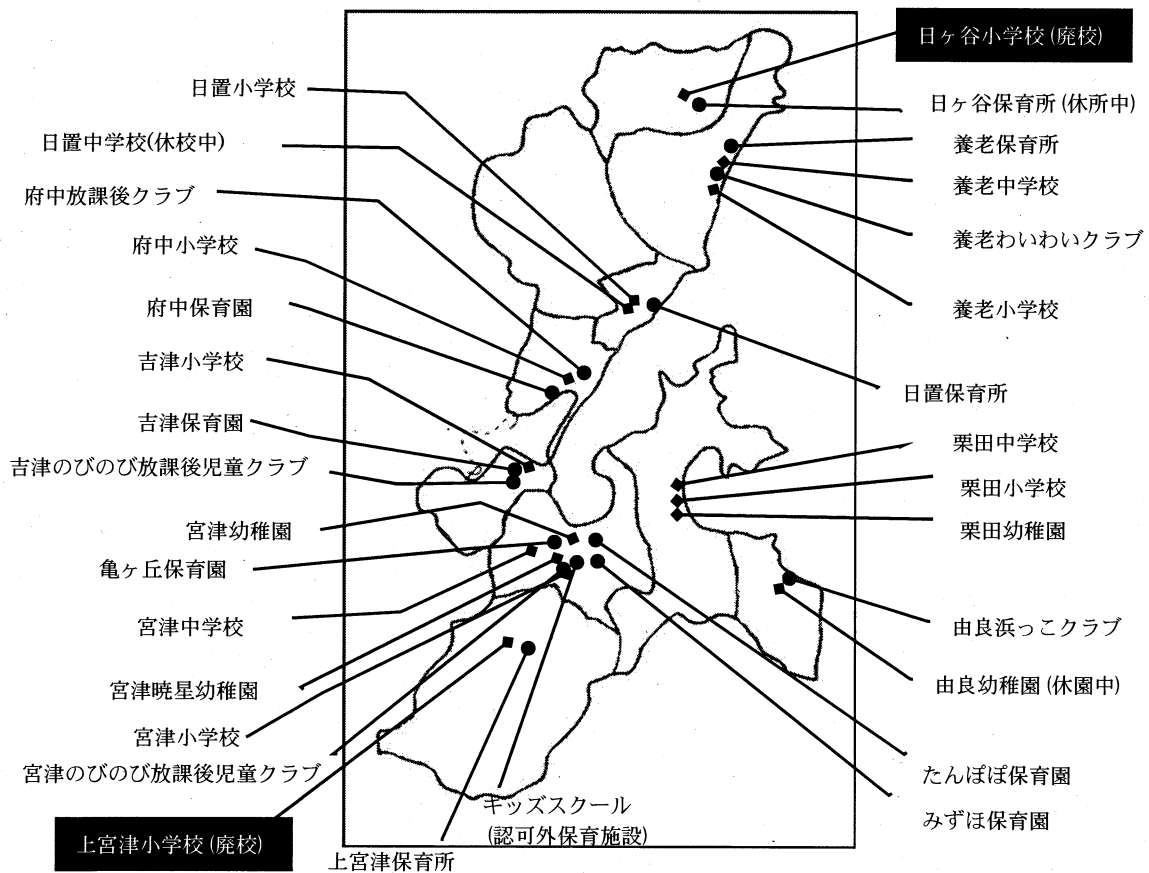 日置小学校
日置中学校(休校中)
府中放課後クラブ
府中小学校
府中保育園
吉津小学校
吉津保育園
吉津のびのび放課後児童クラブ
宮津幼稚園
亀ヶ丘保育園
宮津中学校
宮津暁星幼稚園
宮津小学校
宮津のびのび放課後児童クラブ
上宮津小学校(廃校)
上宮津保育所
キッズスクール
(認可外保育施設)
日ヶ谷小学校(廃校)
日ヶ谷保育所(休所中)
養老保育所
養老中学校
養老わいわいクラブ
養老小学校
日置保育所
栗田中学校
栗田小学校
栗田幼稚園
由良浜っこクラブ
由良幼稚園(休園中)
たんぽぽ保育園
みずほ保育園